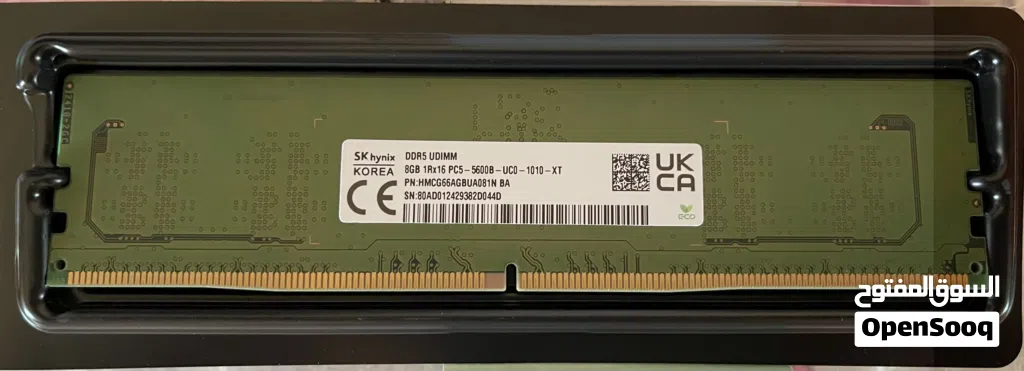 SK hynix
KOREA
CE
DDR5 UDIMM
8GB 1Rx16 PC5-5600B-UC0-1010-XT
PN:HMCG66AGBUA081N BA
SN:80AD012429382D044D
UK
CA
ECO
السوق المفتوح
OpenSooq